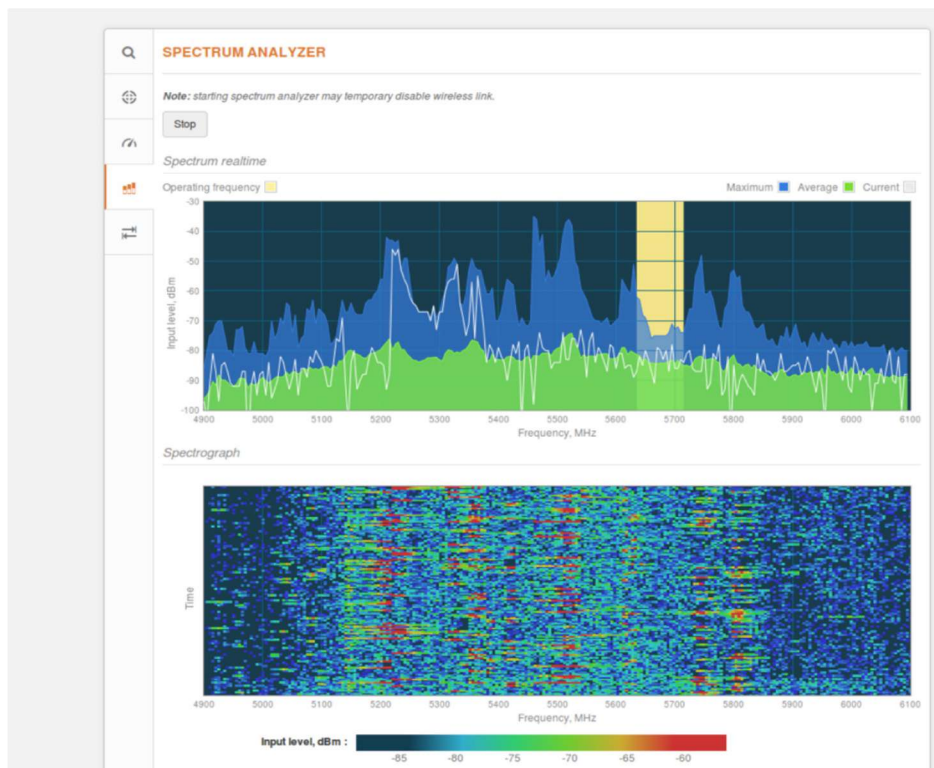 SPECTRUM ANALYZER
Note: starting spectrum analyzer may temporary disable wireless link.
Stop
Spectrum realtime
Operating frequency
Maximum Average Current
-30
-40
-50
-60
-70
-80
-90
-100
Input level, dBm
4900 5000 5100 5200 5300 5400 5500 5600 5700 5800 5900 6000 6100
Frequency, MHz
Spectrograph
Time
4900 5000 5100 5200 5300 5400 5500 5600 5700 5800 5900 6000 6100
Frequency, MHz
Input level, dBm :
-85 -80 -75 -70 -65 -60